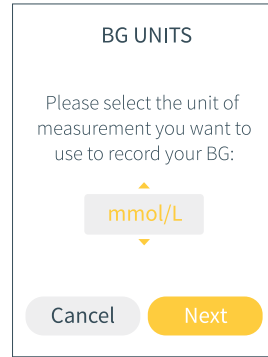 BG UNITS
Please select the unit of
measurement you want to
use to record your BG:
mmol/L
Cancel
Next